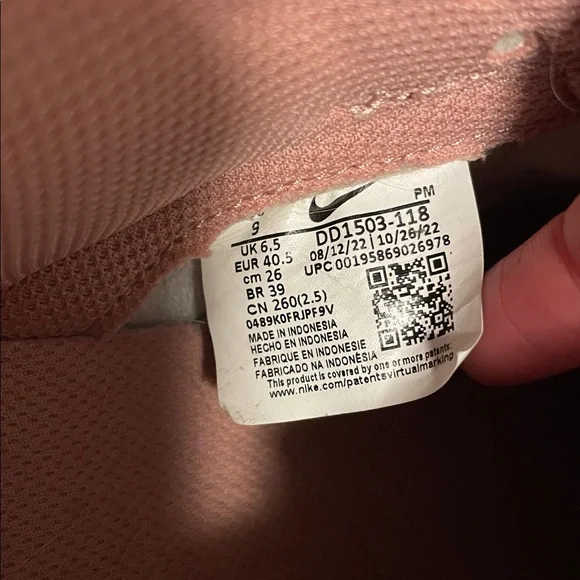 PM
9
UK 6.5
DD1503-118
EUR 40.5
08/12/22 | 10/26/22
cm 26
UPC 00195869026978
BR 39
CN 260(2.5)
0489K0FRJPF9V
MADE IN INDONESIA
HECHO EN INDONESIA
FABRIQUE EN INDONESIE
FABRICADO NA INDONÈSIA
This product is covered by one or more patents:
www.nike.com/patentsvirtualmarking